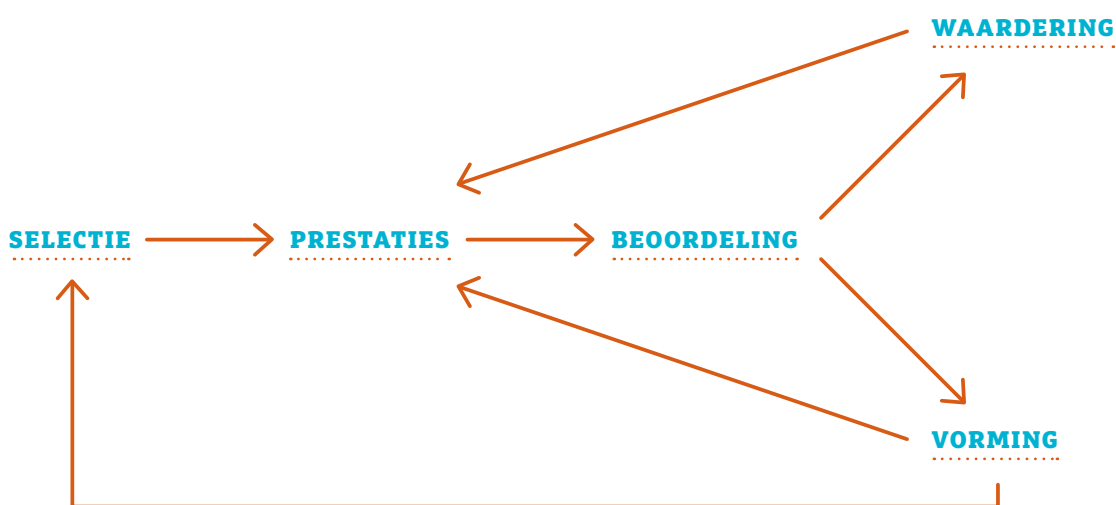 WAARDERING
SELECTIE
PRESTATIES
BEOORDELING
VORMING